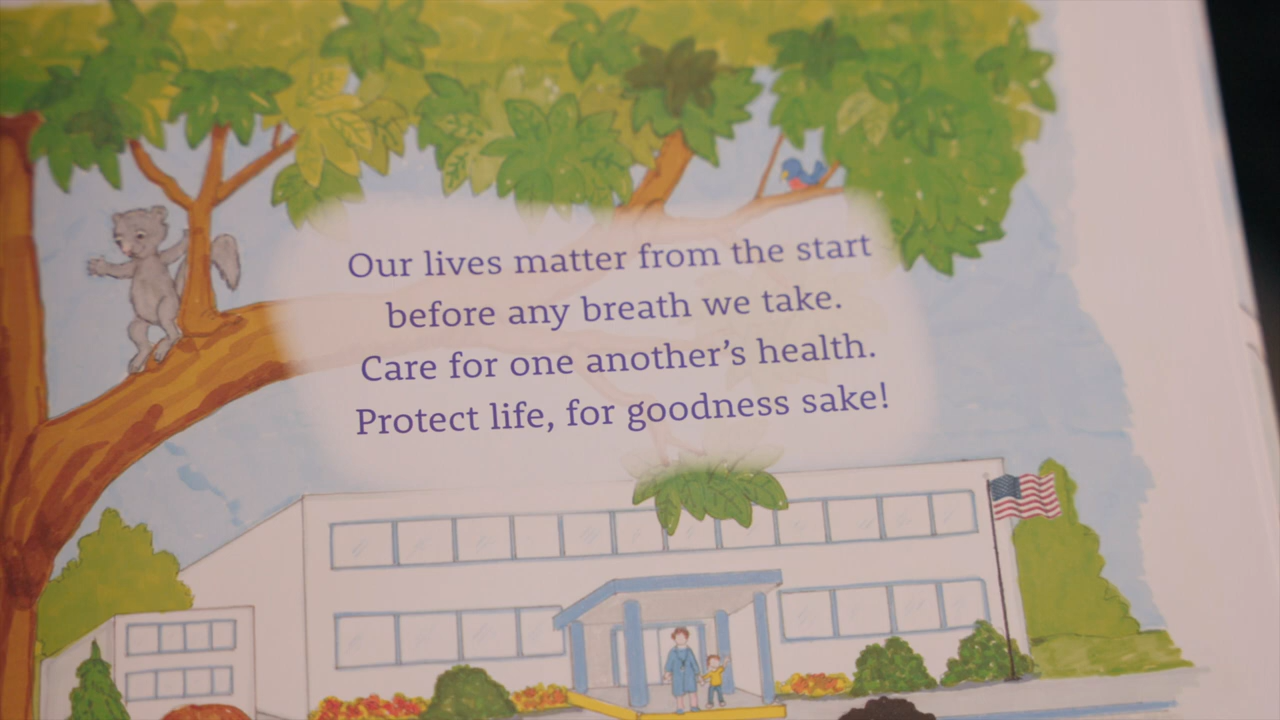 Our lives matter from the start
before any breath we take.
Care for one another's health.
Protect life, for goodness sake!